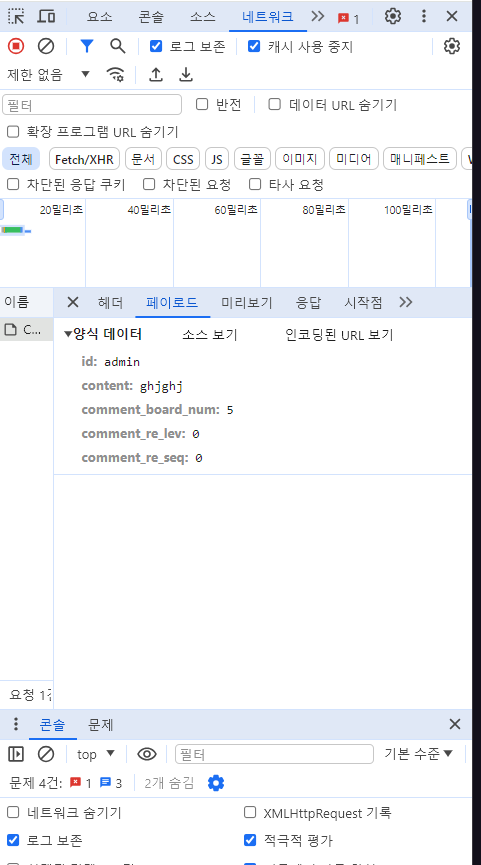 요소 콘솔 소스 네트워크 1
로그 보존 캐시 사용 중지
제한 없음
필터 반전 데이터 URL 숨기기
확장 프로그램 URL 숨기기
전체 Fetch/XHR 문서 CSS JS 글꼴 이미지 미디어 매니페스트
차단된 응답 쿠키 차단된 요청 타사 요청
20밀리초 40밀리초 60밀리초 80밀리초 100밀리초
이름 헤더 페이로드 미리보기 응답 시작점
C...
양식 데이터 소스 보기 인코딩된 URL 보기
id: admin
content: ghjghj
comment_board_num: 5
comment_re_lev: 0
comment_re_seq: 0
요청 1
콘솔 문제
top 필터 기본 수준
문제 4건: 1 3 2개 숨김
네트워크 숨기기 XMLHttpRequest 기록
로그 보존 적극적 평가